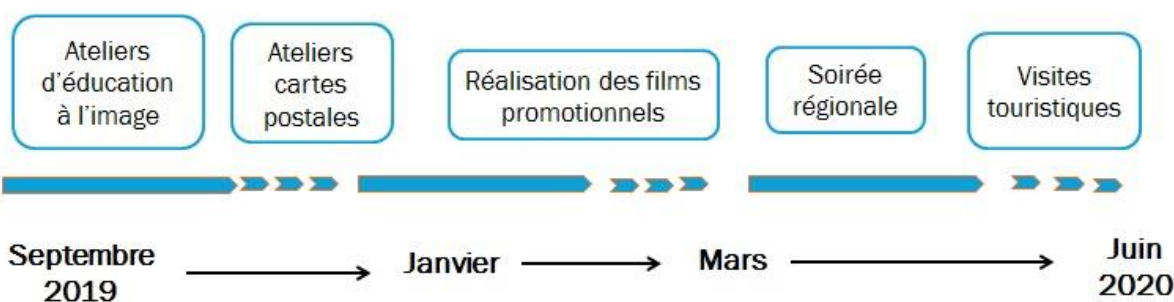 Ateliers
d'éducation
à l'image
Ateliers
cartes
postales
Réalisation des films
promotionnels
Soirée
régionale
Visites
touristiques
Septembre
2019
Janvier
Mars
Juin
2020